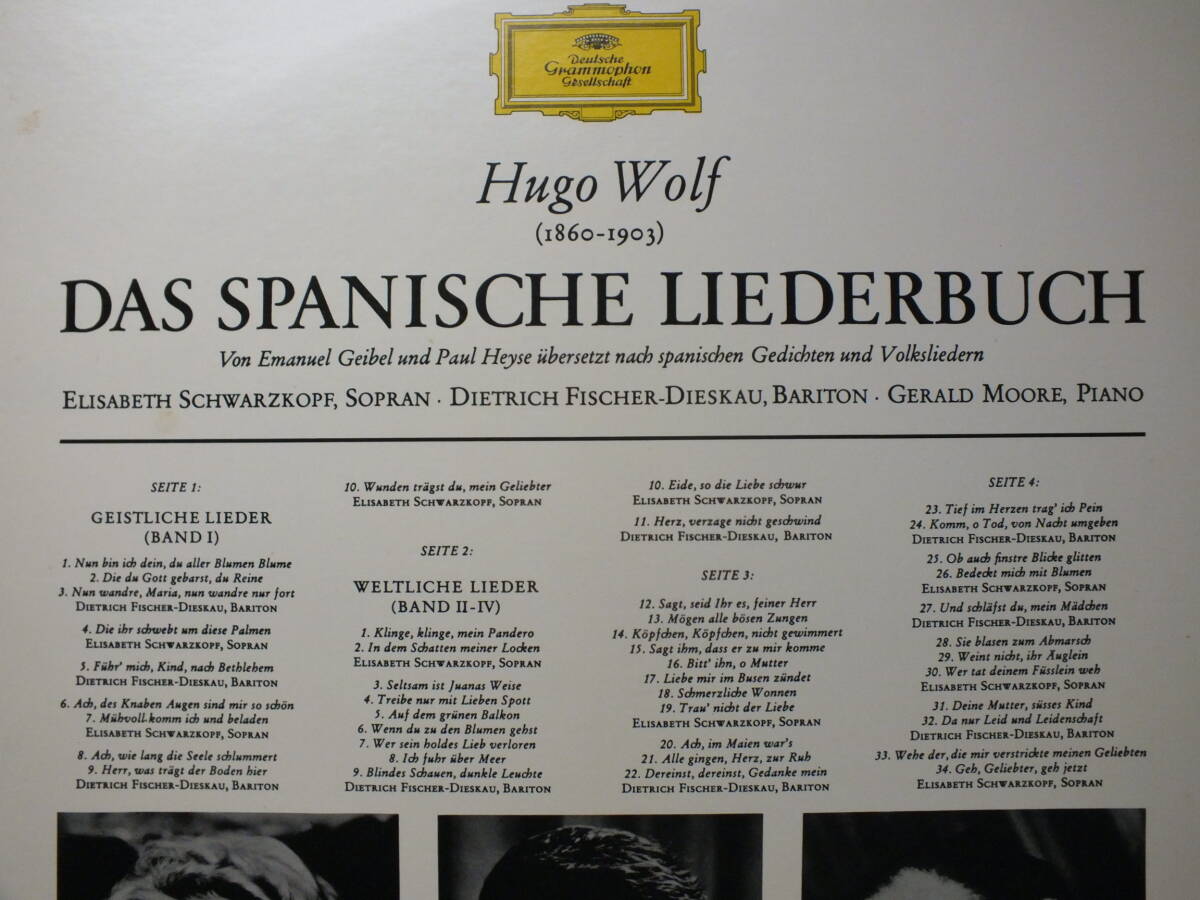 Deutsche
Grammophon
Gesellschaft
Hugo Wolf
(1860-1903)
DAS SPANISCHE LIEDERBUCH
Von Emanuel Geibel und Paul Heyse übersetzt nach spanischen Gedichten und Volksliedern
ELISABETH SCHWARZKOPF, SOPRAN · DIETRICH FISCHER-DIESKAU, BARITON · GERALD MOORE, PIANO
SEITE 1:
GEISTLICHE LIEDER
(BAND I)
1. Nun bin ich dein, du aller Blumen Blume
2. Die du Gott gebarst, du Reine
3. Nun wandre, Maria, nun wandre nur fort
DIETRICH FISCHER-DIESKAU, BARITON
4. Die ihr schwebt um diese Palmen
ELISABETH SCHWARZKOPF, SOPRAN
5. Führ' mich, Kind, nach Bethlehem
DIETRICH FISCHER-DIESKAU, BARITON
6. Ach, des Knaben Augen sind mir so schön
7. Mühvoll komm ich und beladen
ELISABETH SCHWARZKOPF, SOPRAN
8. Ach, wie lang die Seele schlummert
9. Herr, was trägt der Boden hier
DIETRICH FISCHER-DIESKAU, BARITON
10. Wunden trägst du, mein Geliebter
ELISABETH SCHWARZKOPF, SOPRAN
SEITE 2:
WELTLICHE LIEDER
(BAND II-IV)
1. Klinge, klinge, mein Pandero
2. In dem Schatten meiner Locken
ELISABETH SCHWARZKOPF, SOPRAN
3. Seltsam ist Juanas Weise
4. Treibe nur mit Lieben Spott
5. Auf dem grünen Balkon
6. Wenn du zu den Blumen gehst
7. Wer sein holdes Lieb verloren
8. Ich fuhr über Meer
9. Blindes Schauen, dunkle Leuchte
DIETRICH FISCHER-DIESKAU, BARITON
10. Eide, so die Liebe schwur
ELISABETH SCHWARZKOPF, SOPRAN
11. Herz, verzage nicht geschwind
DIETRICH FISCHER-DIESKAU, BARITON
SEITE 3:
12. Sagt, seid Ihr es, feiner Herr
13. Mögen alle bösen Zungen
14. Köpfchen, Köpfchen, nicht gewimmert
15. Sagt ihm, dass er zu mir komme
16. Bitt' ihn, o Mutter
17. Liebe mir im Busen zündet
18. Schmerzliche Wonnen
19. Trau' nicht der Liebe
ELISABETH SCHWARZKOPF, SOPRAN
20. Ach, im Maien war's
21. Alle gingen, Herz, zur Ruh
22. Dereinst, dereinst, Gedanke mein
DIETRICH FISCHER-DIESKAU, BARITON
SEITE 4:
23. Tief im Herzen trag' ich Pein
24. Komm, o Tod, von Nacht umgeben
DIETRICH FISCHER-DIESKAU, BARITON
25. Ob auch finstre Blicke glitten
26. Bedeckt mich mit Blumen
ELISABETH SCHWARZKOPF, SOPRAN
27. Und schläfst du, mein Mädchen
DIETRICH FISCHER-DIESKAU, BARITON
28. Sie blasen zum Abmarsch
29. Weint nicht, ihr Äuglein
30. Wer tat deinem Füsslein weh
ELISABETH SCHWARZKOPF, SOPRAN
31. Deine Mutter, süsses Kind
32. Da nur Leid und Leidenschaft
DIETRICH FISCHER-DIESKAU, BARITON
33. Wehe der, die mir verstrickte meinen Geliebten
34. Geh, Geliebter, geh jetzt
ELISABETH SCHWARZKOPF, SOPRAN